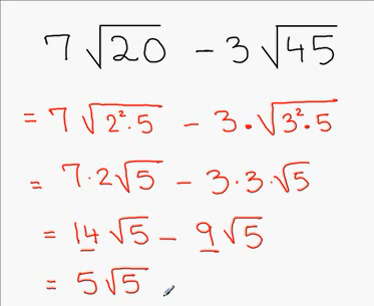 7√20 − 3√45
= 7√2²·5 − 3·√3²·5
= 7·2√5 − 3·3·√5
= 14√5 − 9√5
= 5√5